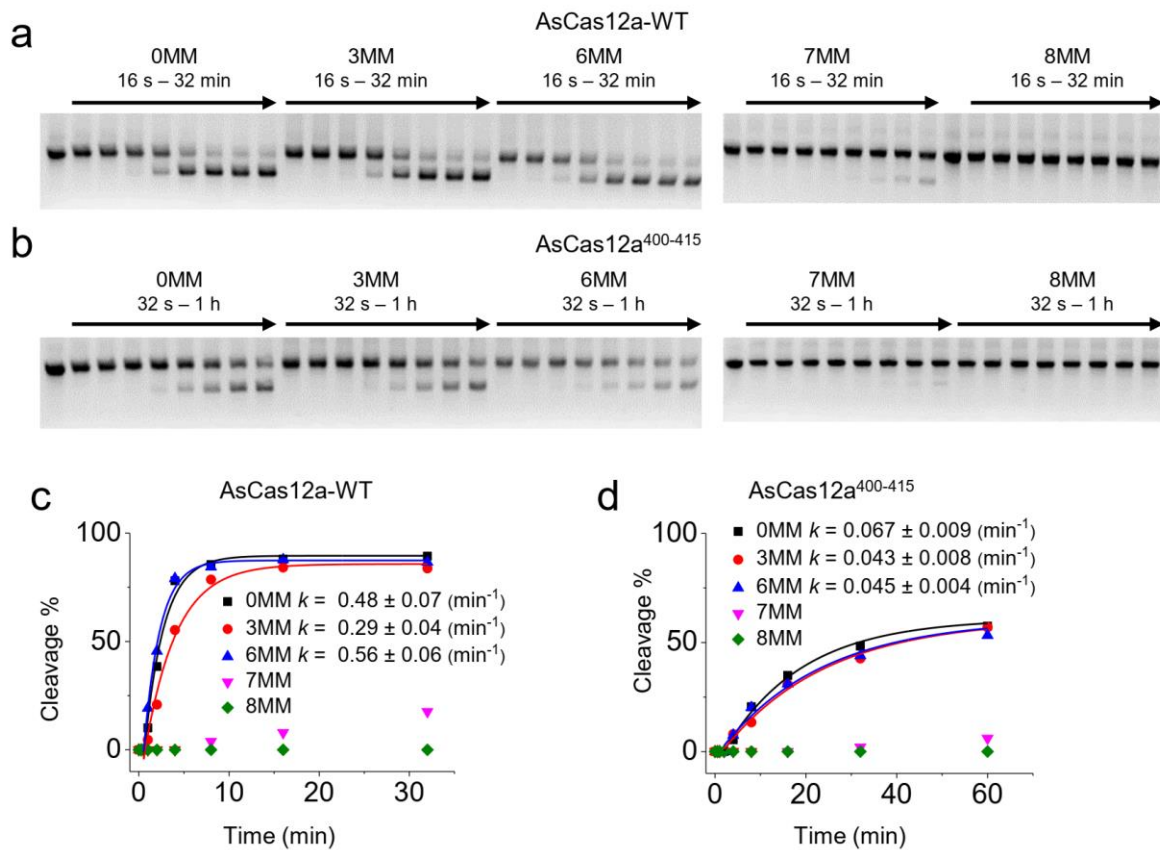 a
AsCas12a-WT
0MM 3MM 6MM 7MM 8MM
16 s – 32 min 16 s – 32 min 16 s – 32 min 16 s – 32 min 16 s – 32 min
b
AsCas12a400-415
0MM 3MM 6MM 7MM 8MM
32 s – 1 h 32 s – 1 h 32 s – 1 h 32 s – 1 h 32 s – 1 h
c
AsCas12a-WT
100
50
0
Cleavage %
0MM k = 0.48 ± 0.07 (min-1)
3MM k = 0.29 ± 0.04 (min-1)
6MM k = 0.56 ± 0.06 (min-1)
7MM
8MM
0 10 20 30
Time (min)
d
AsCas12a400-415
100
50
0
Cleavage %
0MM k = 0.067 ± 0.009 (min-1)
3MM k = 0.043 ± 0.008 (min-1)
6MM k = 0.045 ± 0.004 (min-1)
7MM
8MM
0 20 40 60
Time (min)